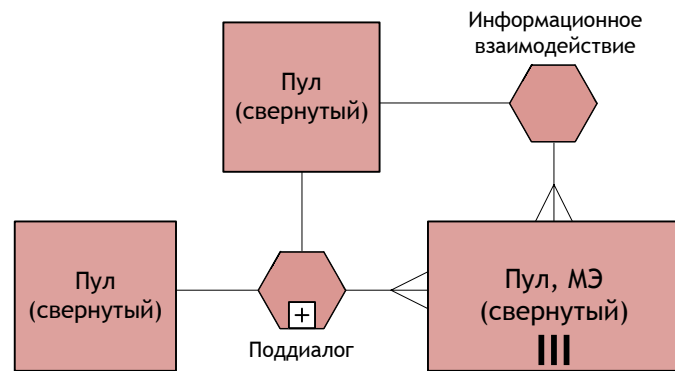 Информационное
взаимодействие
Пул
(свернутый)
Пул
(свернутый)
Пул, МЭ
(свернутый)
Поддиалог